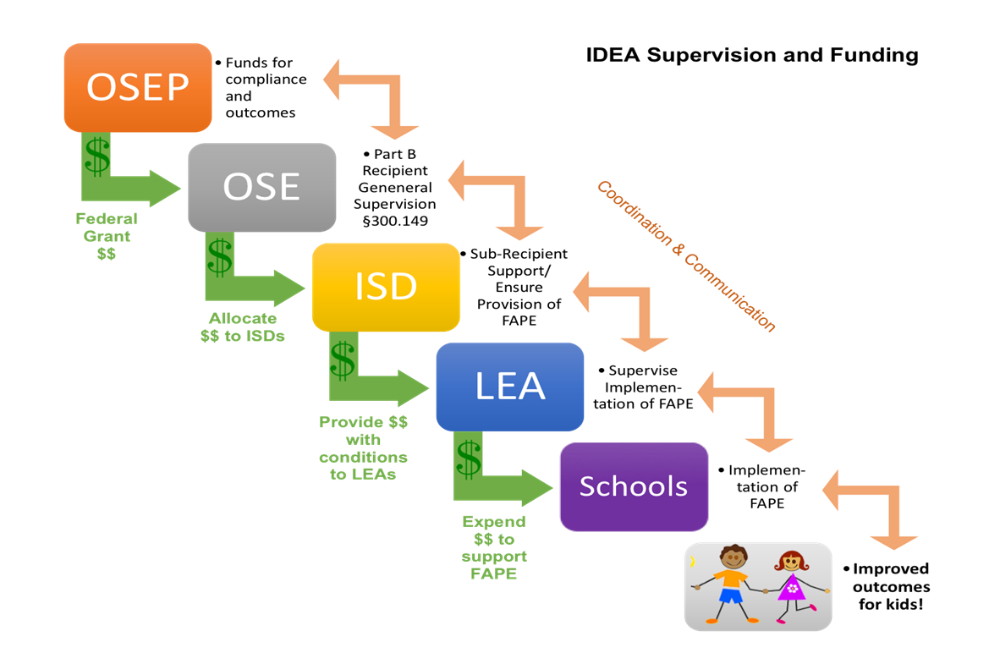 IDEA Supervision and Funding
OSEP
• Funds for
compliance
and
outcomes
$
Federal
Grant
$$
OSE
• Part B
Recipient
Geneneral
Supervision
§300.149
$
Allocate
$$ to ISDs
ISD
• Sub-Recipient
Support/
Ensure
Provision of
FAPE
Coordination & Communication
$
Provide $$
with
conditions
to LEAs
LEA
• Supervise
Implemen-
tation of FAPE
$
Expend
$$ to
support
FAPE
Schools
• Implemen-
tation of
FAPE
• Improved
outcomes
for kids!